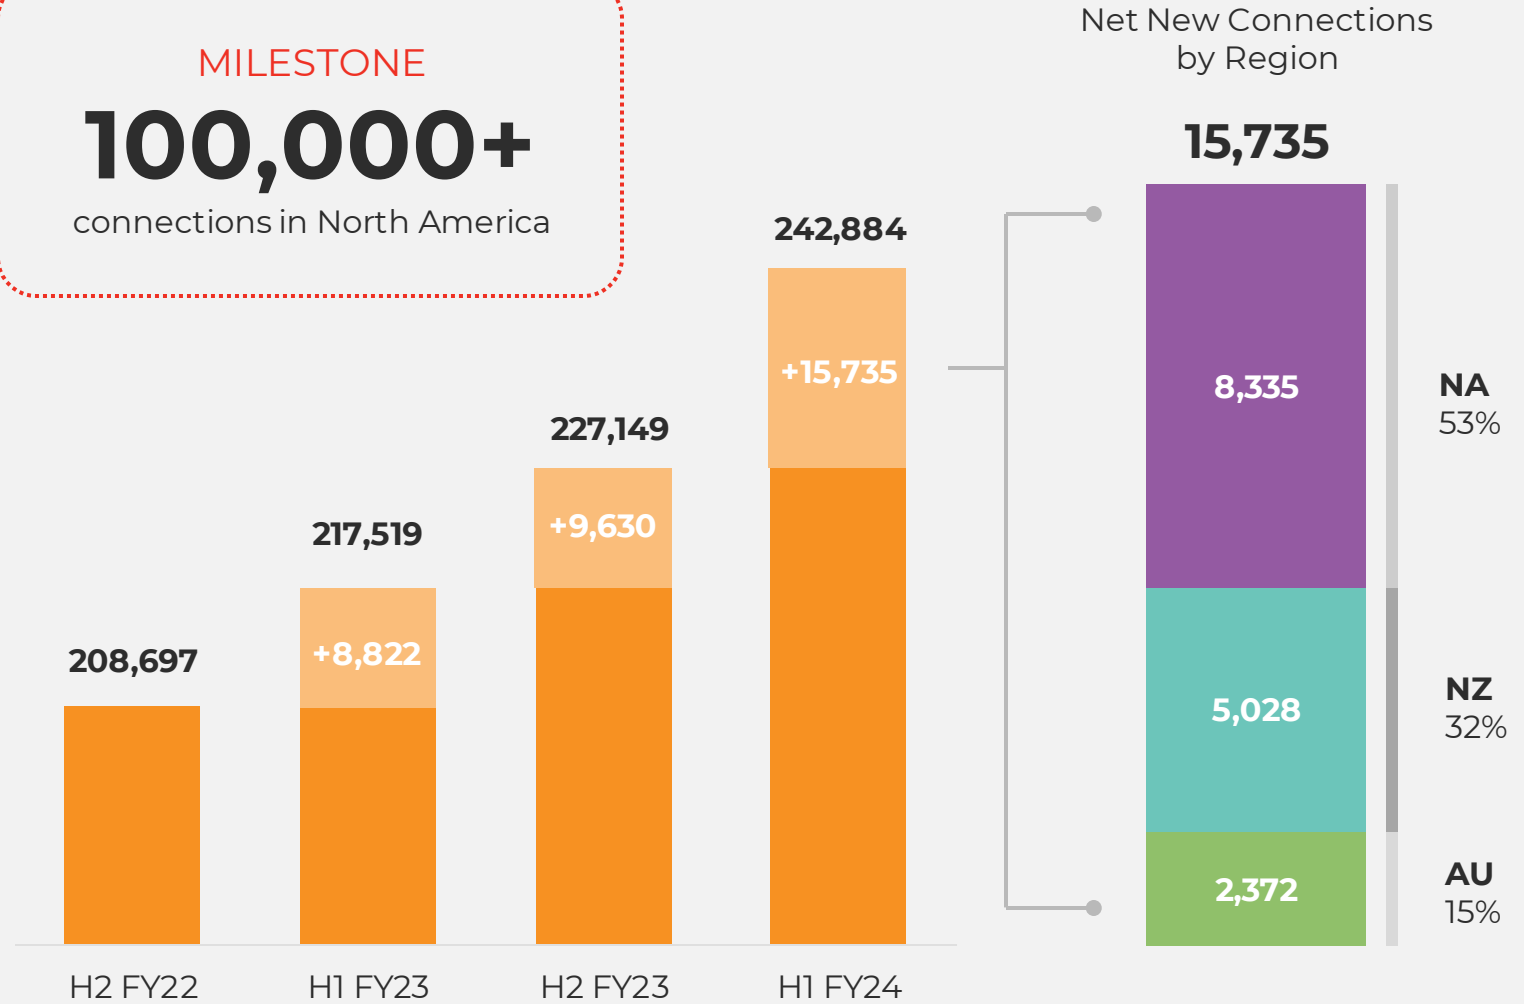 MILESTONE
100,000+
connections in North America
208,697
217,519
+8,822
227,149
+9,630
242,884
+15,735
H2 FY22
H1 FY23
H2 FY23
H1 FY24
Net New Connections
by Region
15,735
8,335
NA
53%
5,028
NZ
32%
2,372
AU
15%